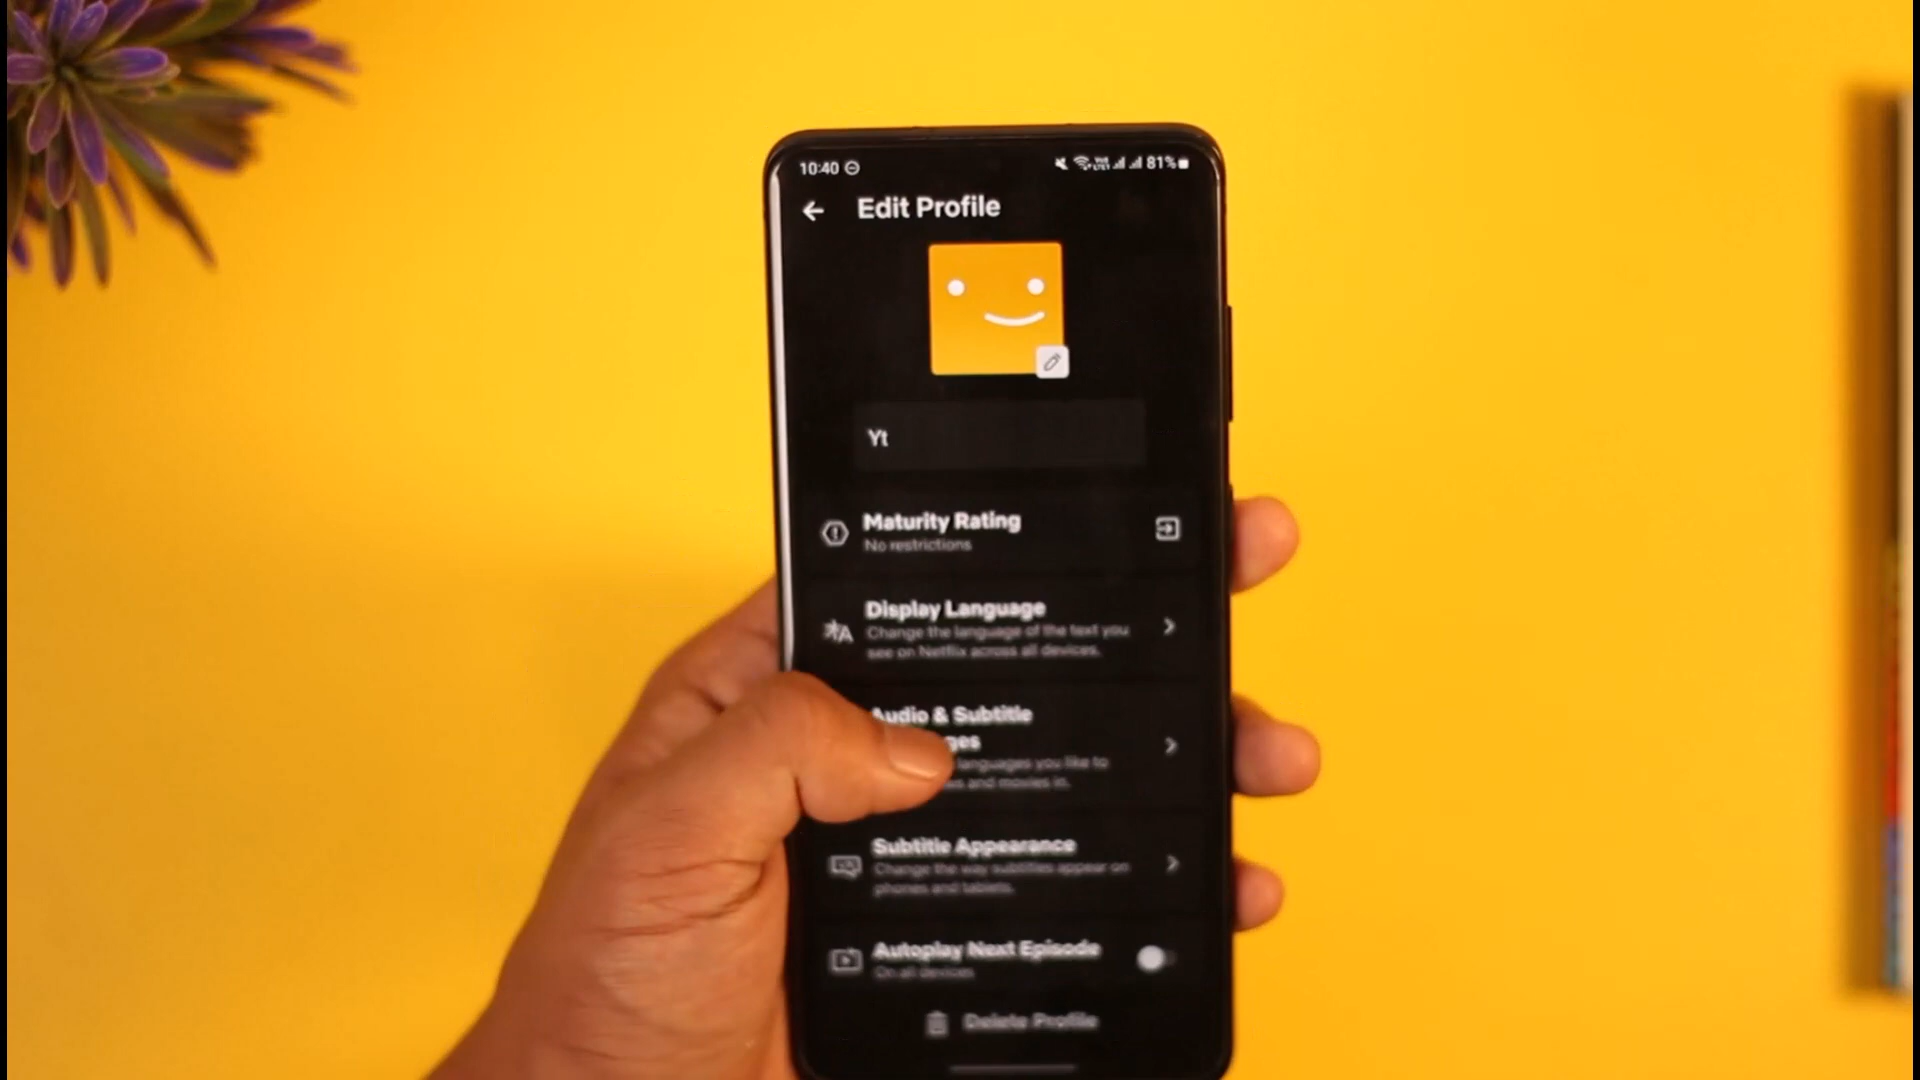 10:40
81%
Edit Profile
Yt
Maturity Rating
No restrictions
Display Language
Change the language of the text you
see on Netflix across all devices.
Audio & Subtitle
languages you like to
and movies in.
Subtitle Appearance
Change the way subtitles appear on
phones and tablets.
Autoplay Next Episode
On all devices
Delete Profile